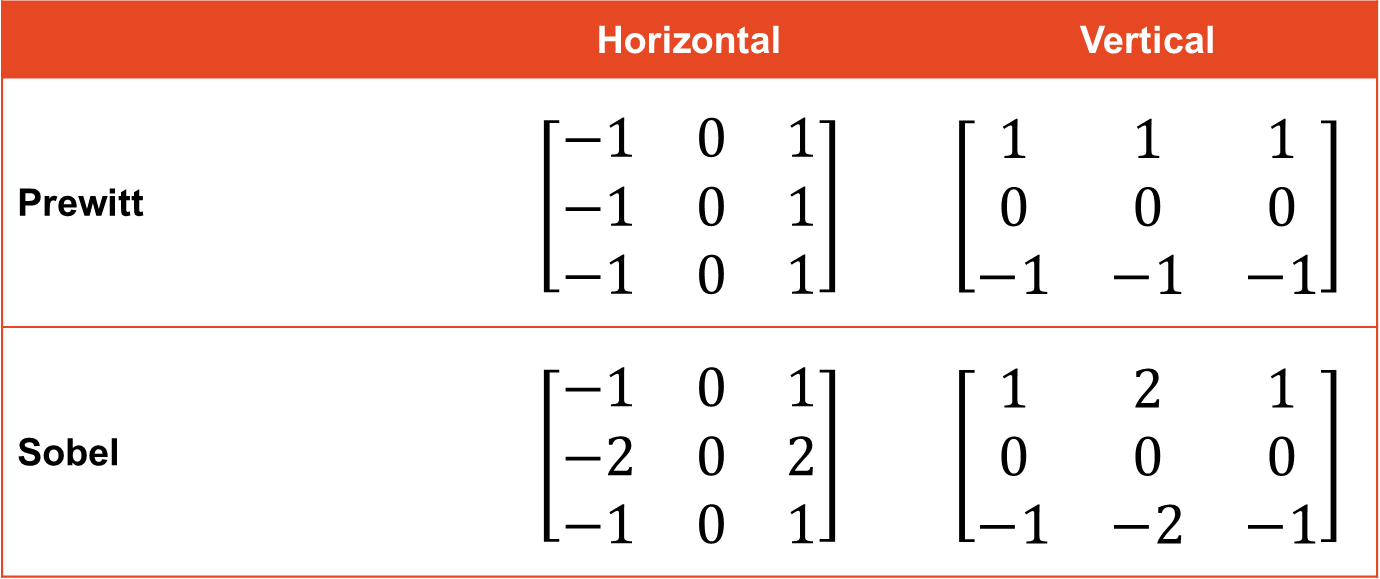 Horizontal Vertical
Prewitt
−1 0 1 1 1 1
−1 0 1 0 0 0
−1 0 1 −1 −1 −1
Sobel
−1 0 1 1 2 1
−2 0 2 0 0 0
−1 0 1 −1 −2 −1